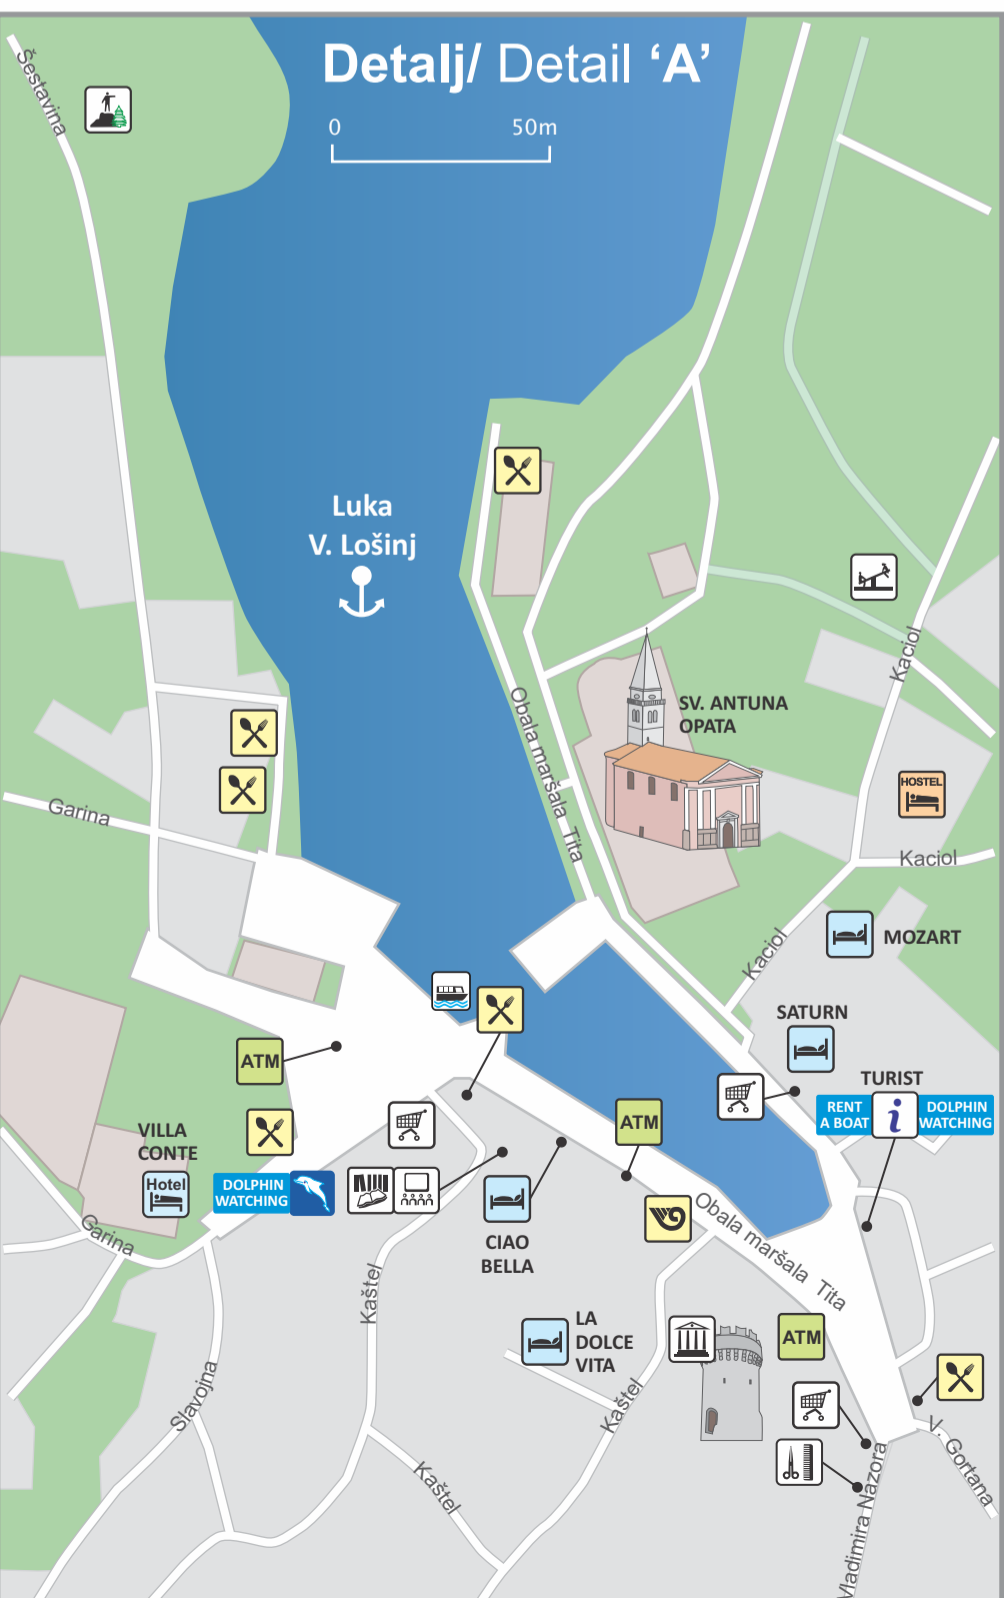 Detalj/ Detail ‘A’
0 50m
Šestavina
Luka
V. Lošinj
Kaciol
Obala maršala Tita
SV. ANTUNA
OPATA
HOSTEL
Garina
Kaciol
Kaciol
MOZART
SATURN
ATM
TURIST
RENT
A BOAT
i
DOLPHIN
WATCHING
ATM
VILLA
CONTE
Hotel
DOLPHIN
WATCHING
Garina
CIAO
BELLA
Obala maršala Tita
Kaštel
LA
DOLCE
VITA
ATM
Slavojna
Kaštel
Kaštel
V. Gortana
Vladimira Nazora